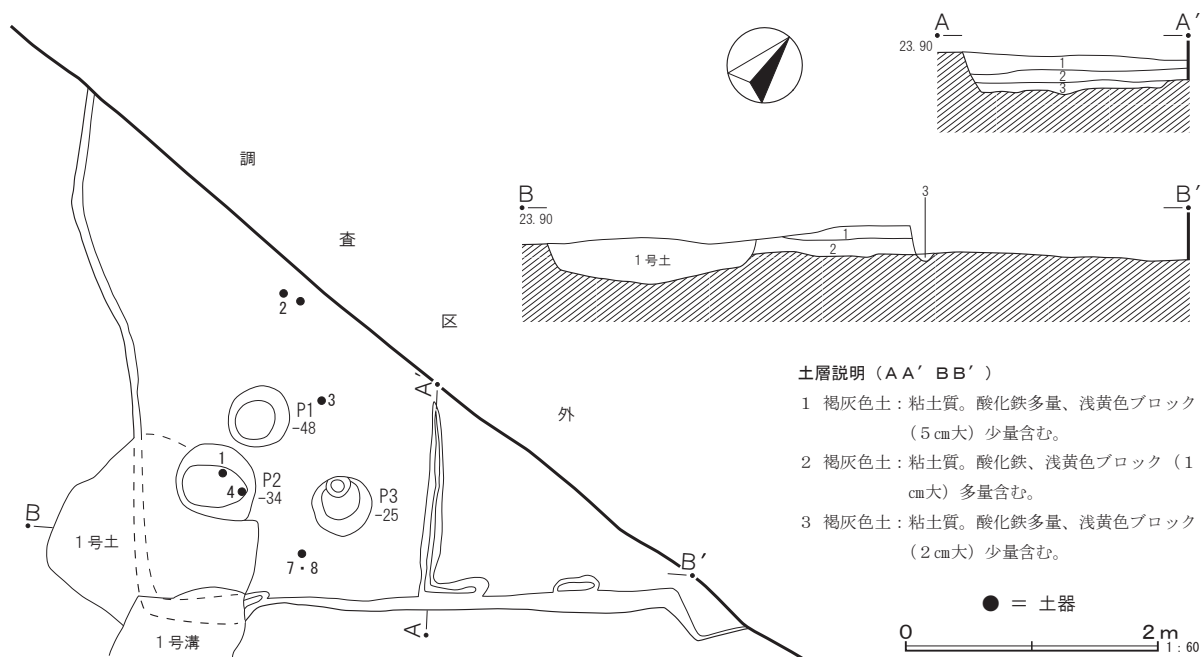 A
A′
23.90
1
2
3
B
B′
23.90
3
1
2
1号土
調
査
区
外
2
3
P1
-48
A′
1
4
P2
-34
P3
-25
B
1号土
7・8
B′
A
1号溝
土層説明（AA′ BB′）
1 褐灰色土：粘土質。酸化鉄多量、浅黄色ブロック
（5㎝大）少量含む。
2 褐灰色土：粘土質。酸化鉄、浅黄色ブロック（1
㎝大）多量含む。
3 褐灰色土：粘土質。酸化鉄多量、浅黄色ブロック
（2㎝大）少量含む。
● ＝ 土器
0 2m
1:60